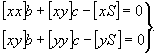 [xx]b + [xy]c − [xS] = 0
[xy]b + [yy]c − [yS] = 0 }